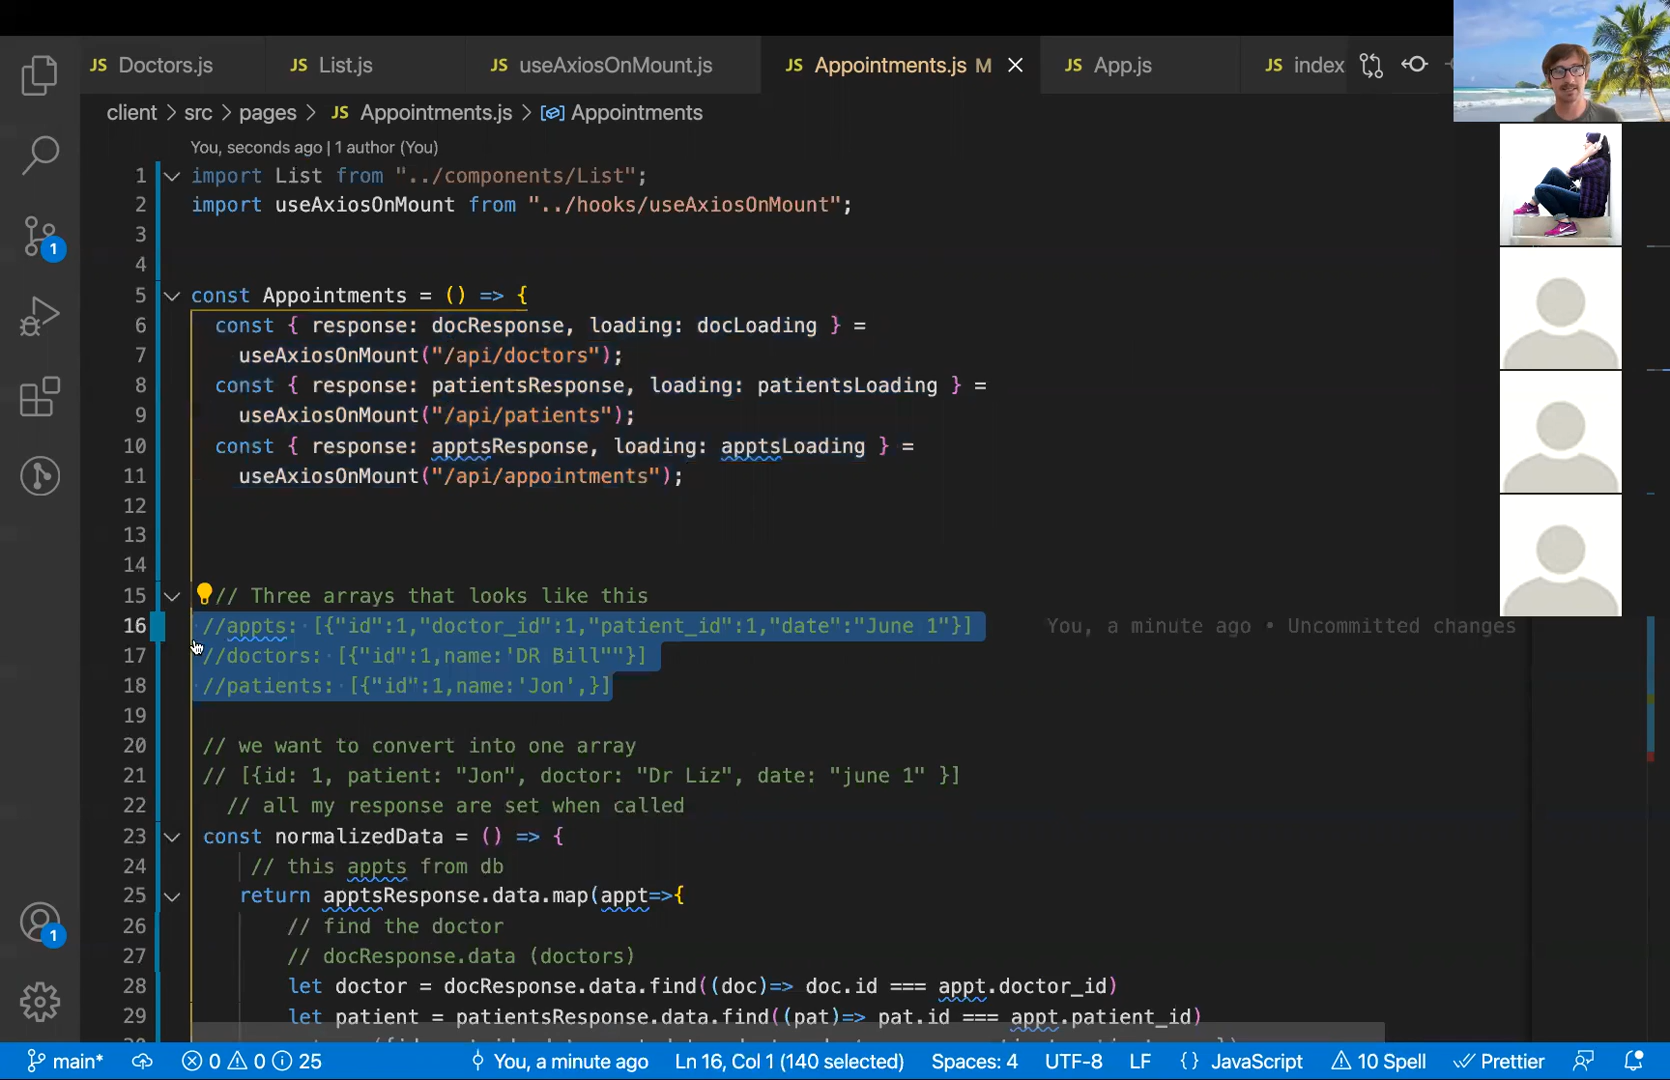 JS Doctors.js JS List.js JS useAxiosOnMount.js JS Appointments.js M JS App.js JS index
client > src > pages > JS Appointments.js > Appointments
You, seconds ago | 1 author (You)
1 import List from "../components/List";
2 import useAxiosOnMount from "../hooks/useAxiosOnMount";
3
4
5 const Appointments = () => {
6 const { response: docResponse, loading: docLoading } =
7 useAxiosOnMount("/api/doctors");
8 const { response: patientsResponse, loading: patientsLoading } =
9 useAxiosOnMount("/api/patients");
10 const { response: apptsResponse, loading: apptsLoading } =
11 useAxiosOnMount("/api/appointments");
12
13
14
15 // Three arrays that looks like this
16 //appts: [{"id":1,"doctor_id":1,"patient_id":1,"date":"June 1"}] You, a minute ago • Uncommitted changes
17 //doctors: [{"id":1,name:'DR Bill""}]
18 //patients: [{"id":1,name:'Jon',}]
19
20 // we want to convert into one array
21 // [{id: 1, patient: "Jon", doctor: "Dr Liz", date: "june 1" }]
22 // all my response are set when called
23 const normalizedData = () => {
24 // this appts from db
25 return apptsResponse.data.map(appt=>{
26 // find the doctor
27 // docResponse.data (doctors)
28 let doctor = docResponse.data.find((doc)=> doc.id === appt.doctor_id)
29 let patient = patientsResponse.data.find((pat)=> pat.id === appt.patient_id)
1
1
main* 0 0 25 You, a minute ago Ln 16, Col 1 (140 selected) Spaces: 4 UTF-8 LF {} JavaScript 10 Spell Prettier